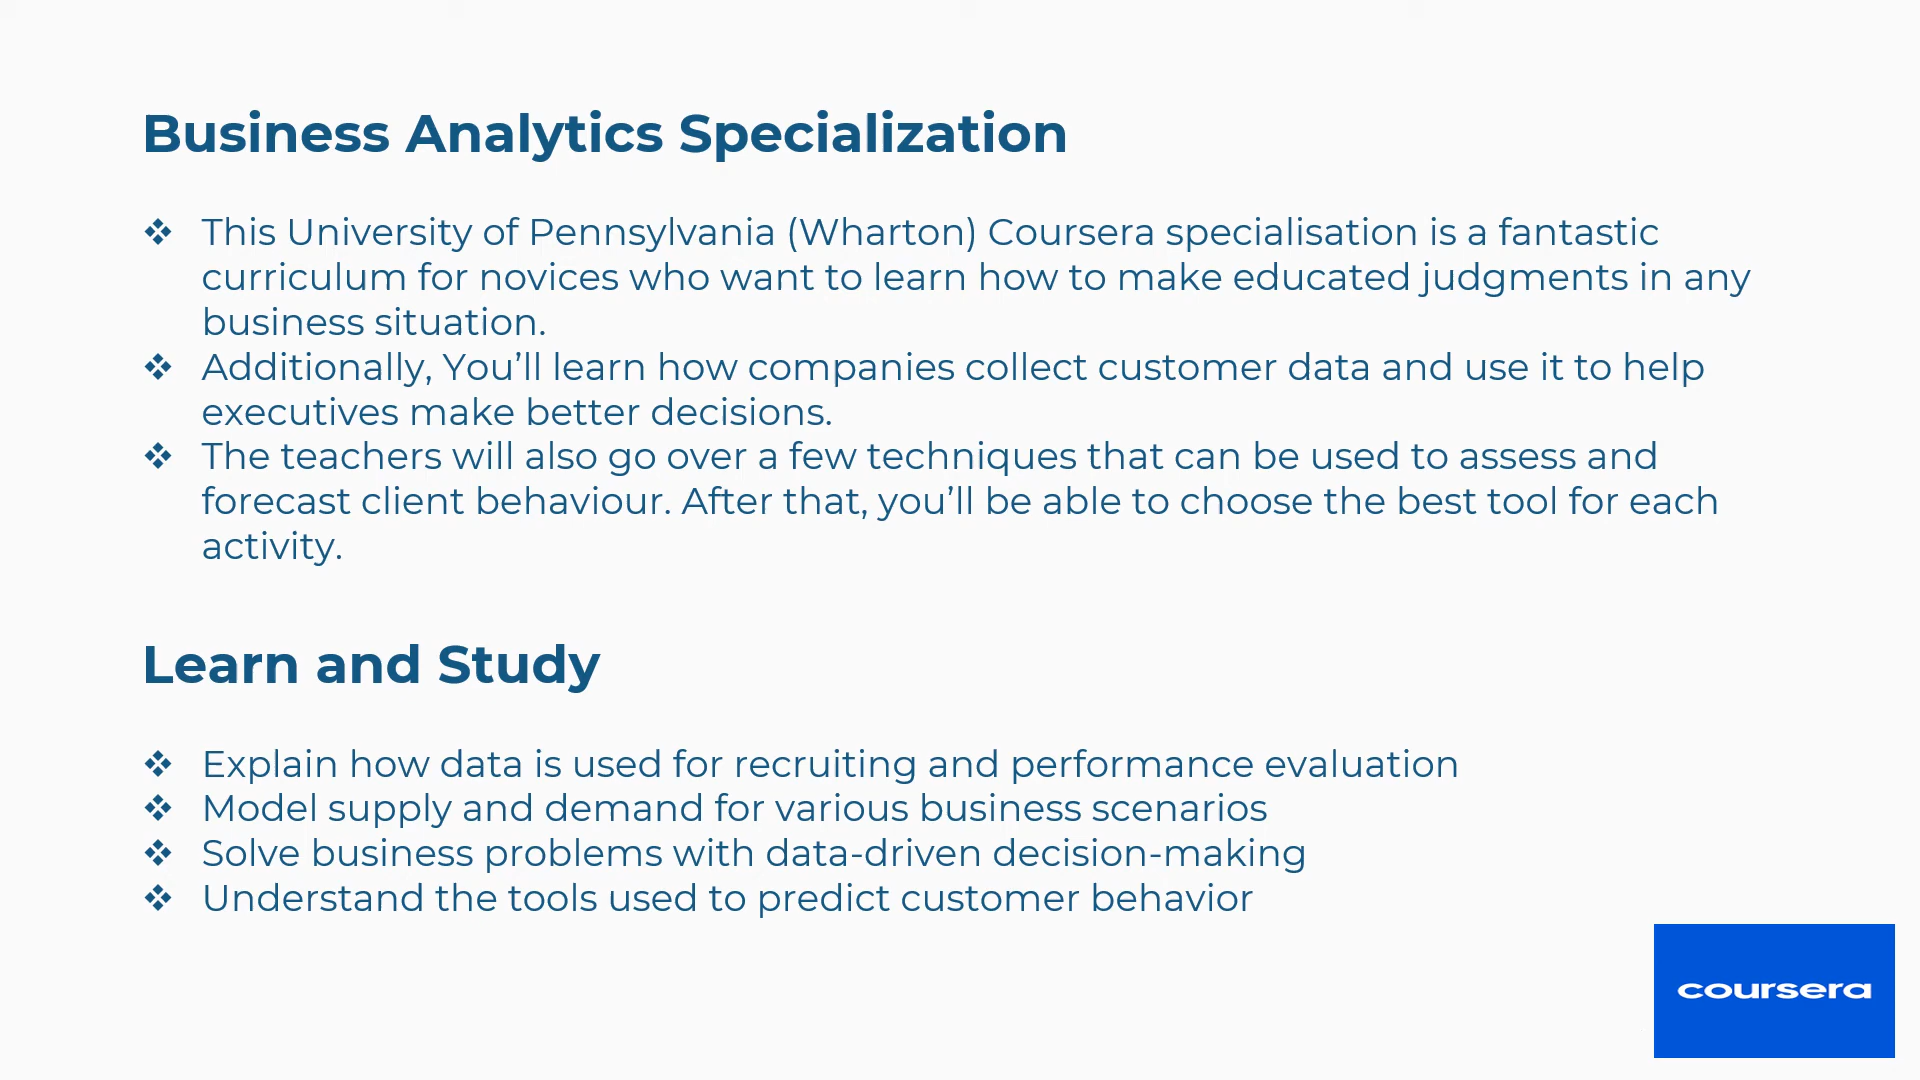 Business Analytics Specialization
❖ This University of Pennsylvania (Wharton) Coursera specialisation is a fantastic
curriculum for novices who want to learn how to make educated judgments in any
business situation.
❖ Additionally, You’ll learn how companies collect customer data and use it to help
executives make better decisions.
❖ The teachers will also go over a few techniques that can be used to assess and
forecast client behaviour. After that, you’ll be able to choose the best tool for each
activity.
Learn and Study
❖ Explain how data is used for recruiting and performance evaluation
❖ Model supply and demand for various business scenarios
❖ Solve business problems with data-driven decision-making
❖ Understand the tools used to predict customer behavior
coursera